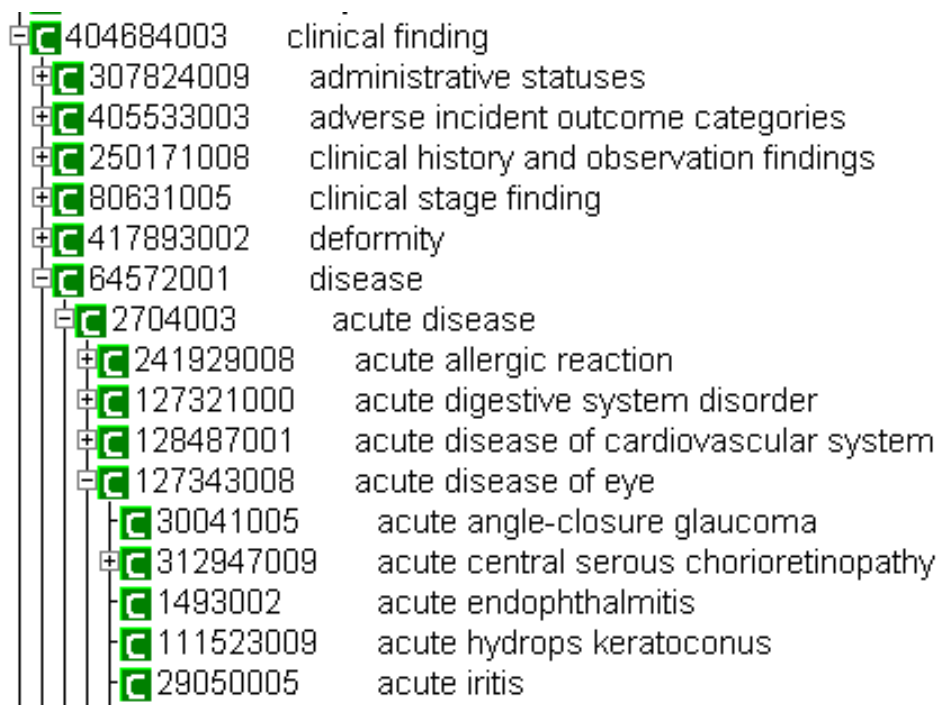 404684003 clinical finding
307824009 administrative statuses
405533003 adverse incident outcome categories
250171008 clinical history and observation findings
80631005 clinical stage finding
417893002 deformity
64572001 disease
2704003 acute disease
241929008 acute allergic reaction
127321000 acute digestive system disorder
128487001 acute disease of cardiovascular system
127343008 acute disease of eye
30041005 acute angle-closure glaucoma
312947009 acute central serous chorioretinopathy
1493002 acute endophthalmitis
111523009 acute hydrops keratoconus
29050005 acute iritis